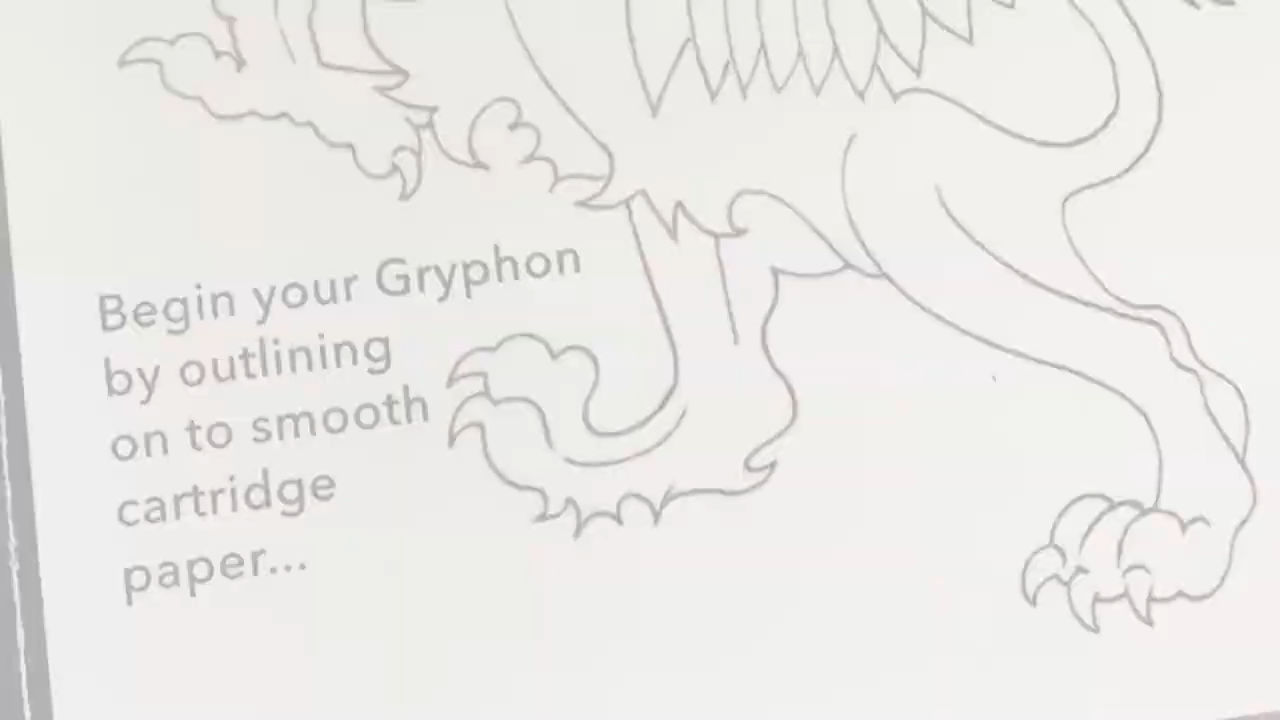 Begin your Gryphon
by outlining
on to smooth
cartridge
paper...